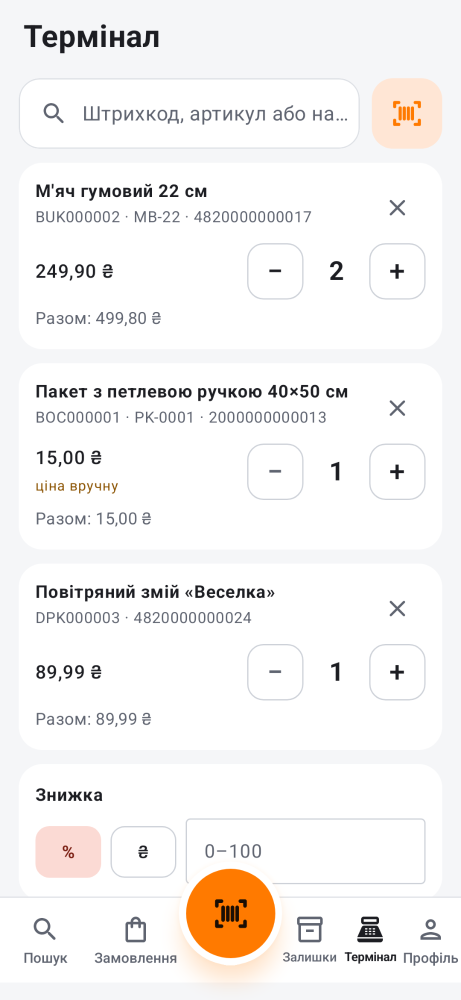 Термінал
Штрихкод, артикул або на...
М'яч гумовий 22 см
BUK000002 · MB-22 · 4820000000017
249,90 ₴
− 2 +
Разом: 499,80 ₴
Пакет з петлевою ручкою 40×50 см
BOC000001 · PK-0001 · 2000000000013
15,00 ₴
− 1 +
ціна вручну
Разом: 15,00 ₴
Повітряний змій «Веселка»
DPK000003 · 4820000000024
89,99 ₴
− 1 +
Разом: 89,99 ₴
Знижка
% ₴ 0–100
Пошук Замовлення Залишки Термінал Профіль